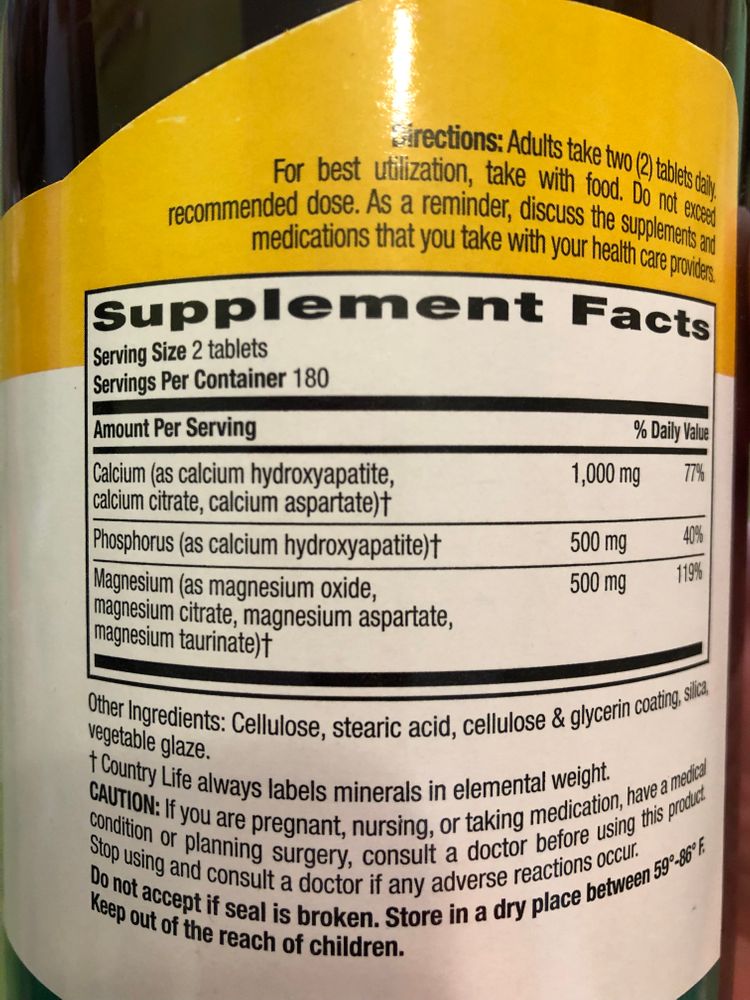 Directions: Adults take two (2) tablets daily.
For best utilization, take with food. Do not exceed
recommended dose. As a reminder, discuss the supplements and
medications that you take with your health care providers.
Supplement Facts
Serving Size 2 tablets
Servings Per Container 180
Amount Per Serving % Daily Value
Calcium (as calcium hydroxyapatite, 1,000 mg 77%
calcium citrate, calcium aspartate)†
Phosphorus (as calcium hydroxyapatite)† 500 mg 40%
Magnesium (as magnesium oxide, 500 mg 119%
magnesium citrate, magnesium aspartate,
magnesium taurinate)†
Other Ingredients: Cellulose, stearic acid, cellulose & glycerin coating, silica,
vegetable glaze.
† Country Life always labels minerals in elemental weight.
CAUTION: If you are pregnant, nursing, or taking medication, have a medical
condition or planning surgery, consult a doctor before using this product.
Stop using and consult a doctor if any adverse reactions occur.
Do not accept if seal is broken. Store in a dry place between 59°-86° F.
Keep out of the reach of children.